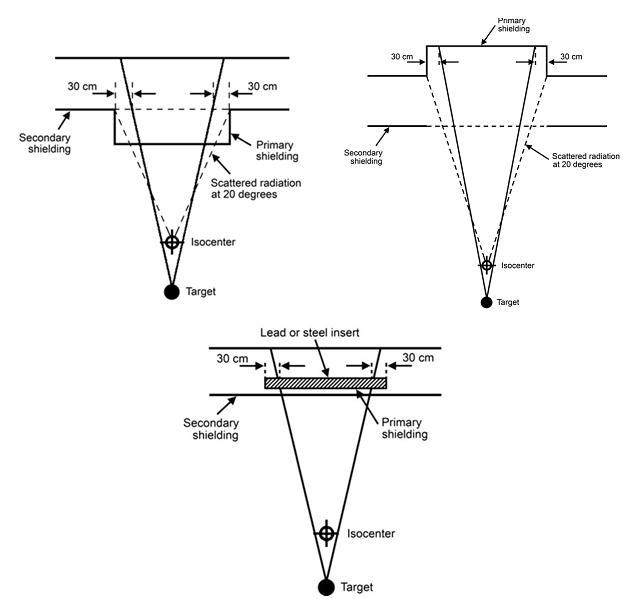 30 cm
30 cm
Secondary
shielding
Primary
shielding
Scattered radiation
at 20 degrees
Isocenter
Target
Primary
shielding
30 cm
30 cm
Secondary
shielding
Scattered radiation
at 20 degrees
Isocenter
Target
Lead or steel insert
30 cm
30 cm
Secondary
shielding
Primary
shielding
Isocenter
Target